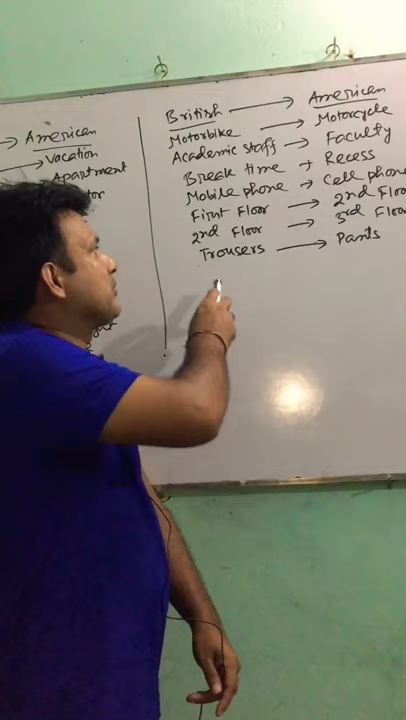 → American
→ Vacation
Apartment
British → American
Motorbike → Motorcycle
Academic staff → Faculty
Break time → Recess
Mobile phone → Cell phone
First Floor → 2nd Floor
2nd Floor → 3rd Floor
Trousers → Pants